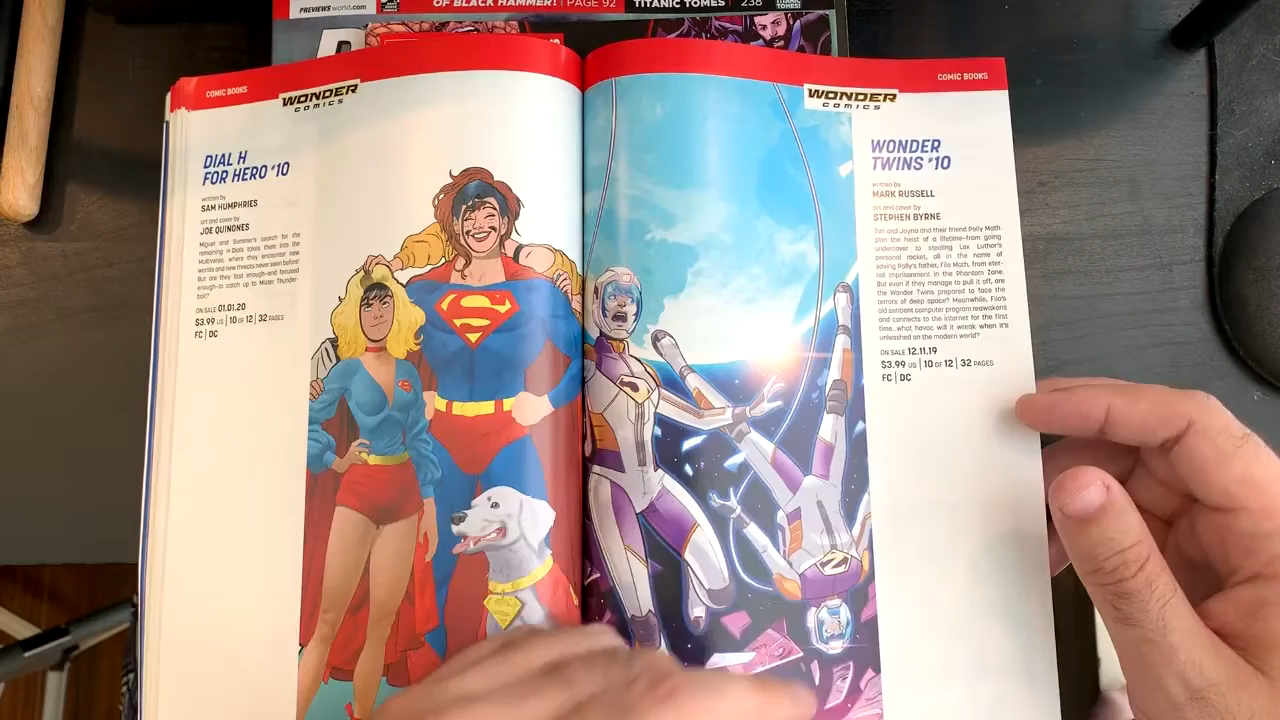 PREVIEWSworld.com
OF BLACK HAMMER! | PAGE 92
TITANIC TOMES 238
COMIC BOOKS
WONDER
COMICS
DIAL H
FOR HERO #10
written by
SAM HUMPHRIES
art and cover by
JOE QUINONES
Miguel and Summer's search for the
remaining H-Dials takes them into the
Multiverse, where they encounter new
worlds and new threats never seen before!
But are they fast enough—and focused
enough—to catch up to Mister Thunder-
bolt?
ON SALE 01.01.20
$3.99 US | 10 OF 12 | 32 PAGES
FC | DC
COMIC BOOKS
WONDER
COMICS
WONDER
TWINS #10
written by
MARK RUSSELL
art and cover by
STEPHEN BYRNE
Zan and Jayna and their friend Polly Math
plan the heist of a lifetime—from going
undercover to stealing Lex Luthor's
personal rocket, all in the name of
saving Polly's father, Filo Math, from eter-
nal imprisonment in the Phantom Zone.
But even if they manage to pull it off, are
the Wonder Twins prepared to face the
terrors of deep space? Meanwhile, Filo's
old sentient computer program reawakens
and connects to the internet for the first
time...what havoc will it wreak when it's
unleashed on the modern world?
ON SALE 12.11.19
$3.99 US | 10 OF 12 | 32 PAGES
FC | DC